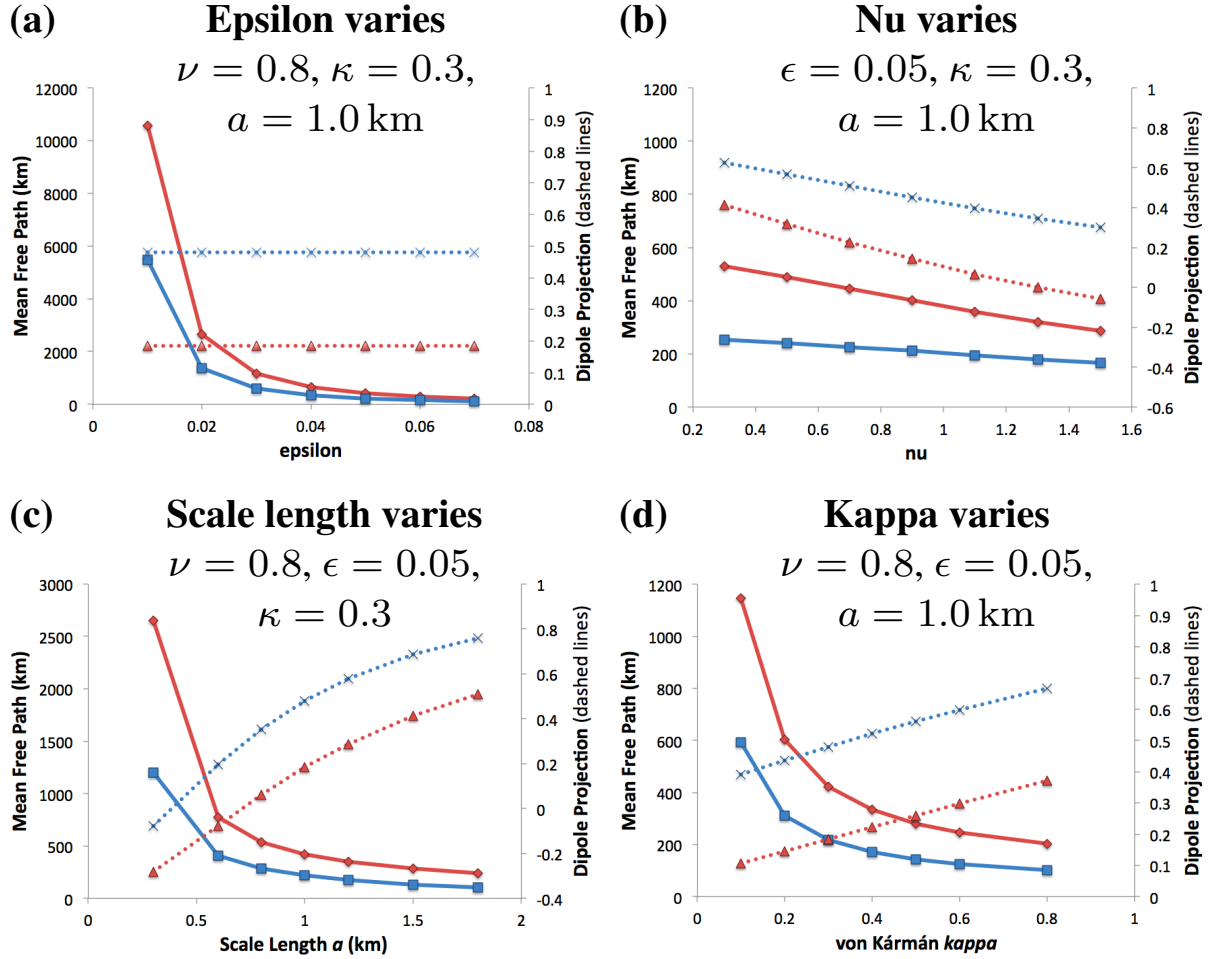 (a) Epsilon varies
ν = 0.8, κ = 0.3,
a = 1.0 km
Mean Free Path (km)
12000
10000
8000
6000
4000
2000
0
1
0.9
0.8
0.7
0.6
0.5
0.4
0.3
0.2
0.1
0
Dipole Projection (dashed lines)
0 0.02 0.04 0.06 0.08
epsilon
(b) Nu varies
ϵ = 0.05, κ = 0.3,
a = 1.0 km
Mean Free Path (km)
1200
1000
800
600
400
200
0
1
0.8
0.6
0.4
0.2
0
-0.2
-0.4
-0.6
Dipole Projection (dashed lines)
0.2 0.4 0.6 0.8 1 1.2 1.4 1.6
nu
(c) Scale length varies
ν = 0.8, ϵ = 0.05,
κ = 0.3
Mean Free Path (km)
3000
2500
2000
1500
1000
500
0
1
0.8
0.6
0.4
0.2
0
-0.2
-0.4
Dipole Projection (dashed lines)
0 0.5 1 1.5 2
Scale Length a (km)
(d) Kappa varies
ν = 0.8, ϵ = 0.05,
a = 1.0 km
Mean Free Path (km)
1200
1000
800
600
400
200
0
1
0.9
0.8
0.7
0.6
0.5
0.4
0.3
0.2
0.1
0
Dipole Projection (dashed lines)
0 0.2 0.4 0.6 0.8 1
von Kármán kappa